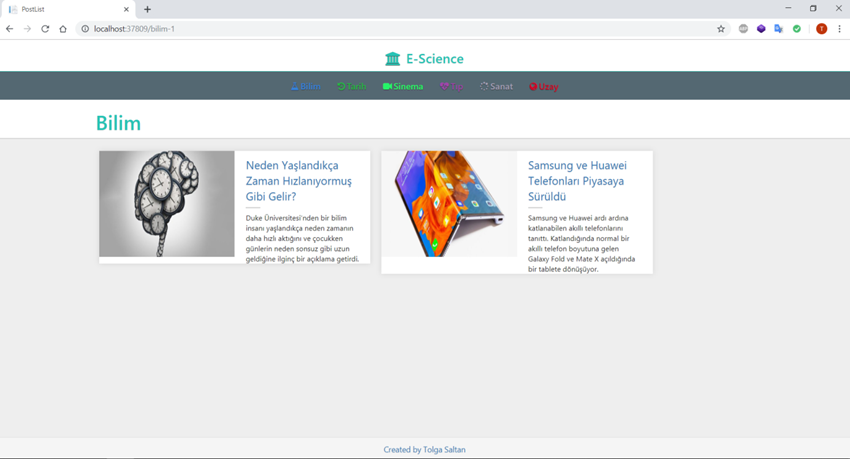 PostList
localhost:37809/bilim-1
T
E-Science
Bilim
Tarih
Sinema
Sanat
Uzay
Bilim
Neden Yaşlandıkça
Zaman Hızlanıyormuş
Gibi Gelir?
Duke Üniversitesi'nden bir bilim
insanı yaşlandıkça neden zamanın
daha hızlı aktığını ve çocukken
günlerin neden sonsuz gibi uzun
geldiğine ilginç bir açıklama getirdi.
Samsung ve Huawei
Telefonları Piyasaya
Sürüldü
Samsung ve Huawei ardı ardına
katlanabilen akıllı telefonlarını
tanıttı. Katlandığında normal bir
akıllı telefon boyutuna gelen
Galaxy Fold ve Mate X açıldığında
bir tablete dönüşüyor.
Created by Tolga Saltan